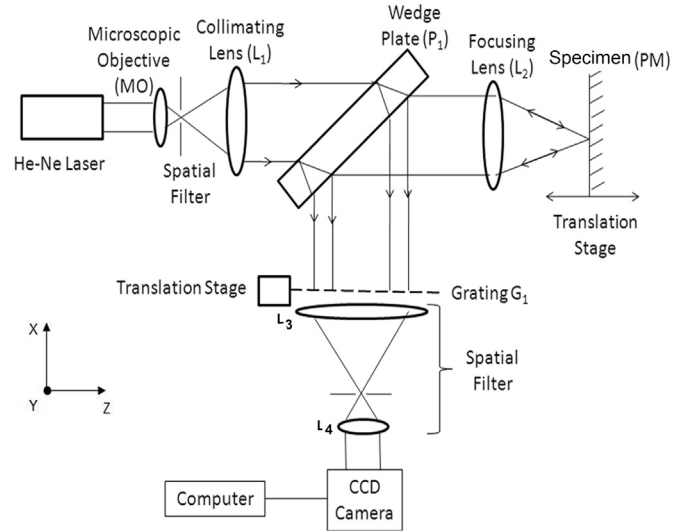 Microscopic
Objective
(MO)
Collimating
Lens (L₁)
Wedge
Plate (P₁)
Focusing
Lens (L₂)
Specimen (PM)
He-Ne Laser
Spatial
Filter
Translation
Stage
Translation Stage
Grating G₁
L₃
Spatial
Filter
X
Y
Z
L₄
Computer
CCD
Camera